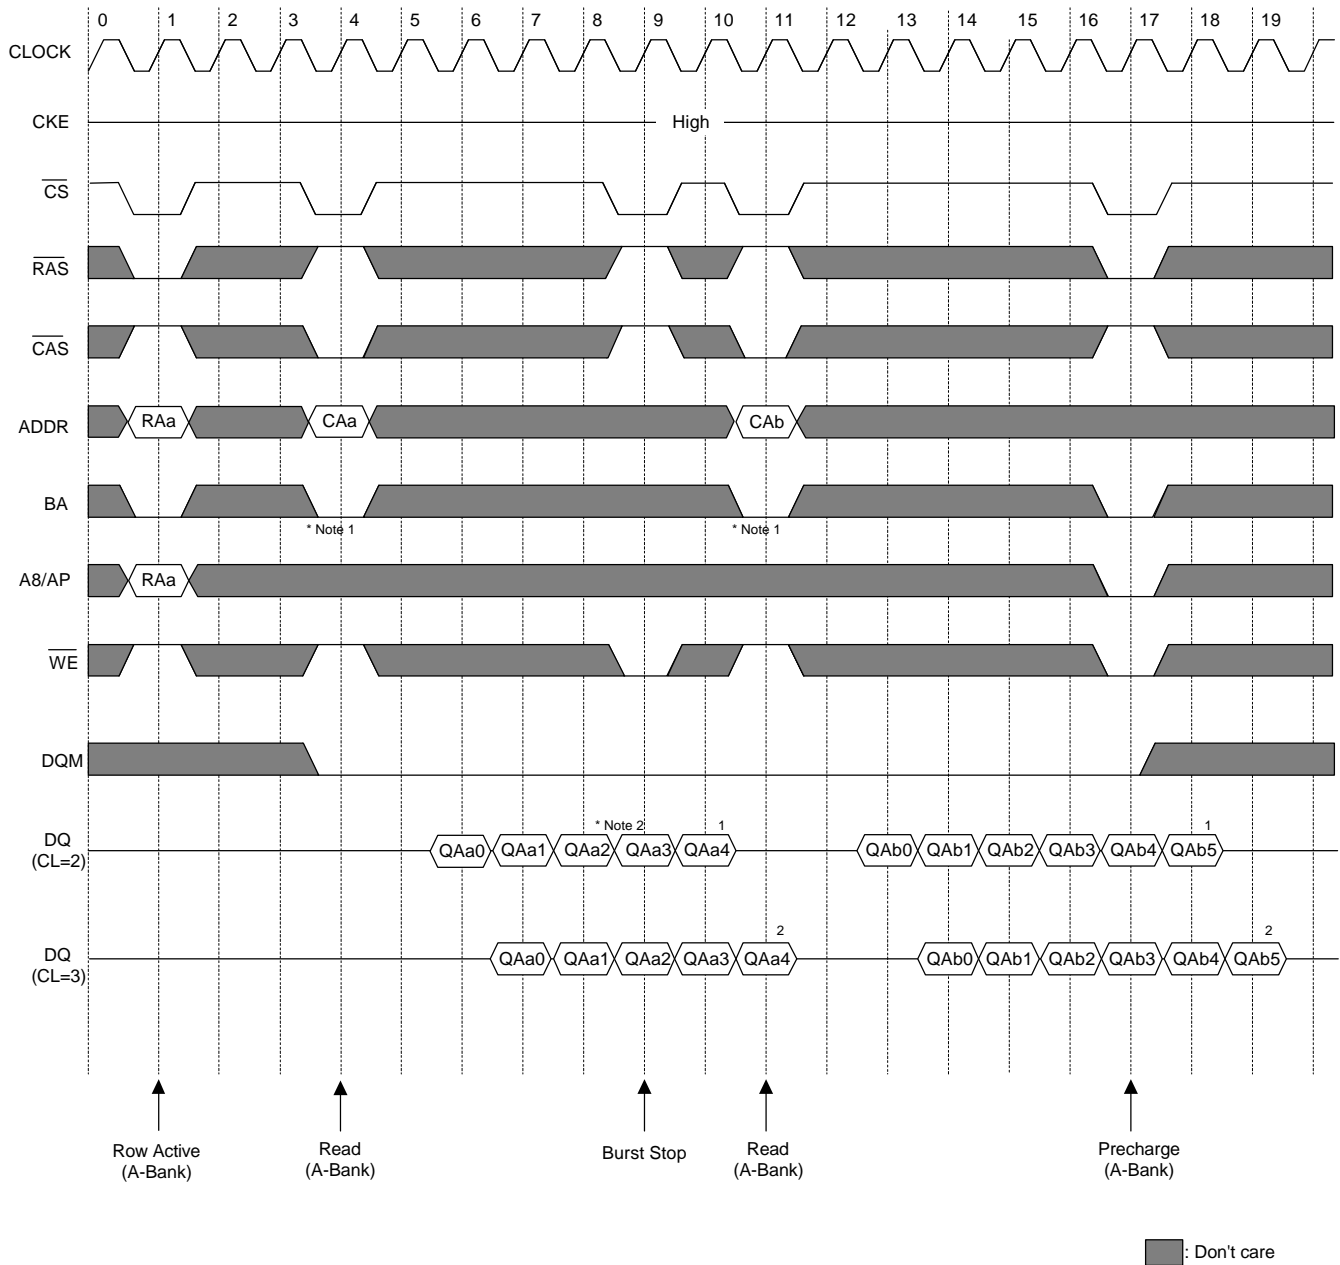 0 1 2 3 4 5 6 7 8 9 10 11 12 13 14 15 16 17 18 19
CLOCK
CKE High
CS
RAS
CAS
ADDR RAa CAa CAb
BA
* Note 1 * Note 1
A8/AP RAa
WE
DQM
* Note 2 1 1
DQ
(CL=2) QAa0 QAa1 QAa2 QAa3 QAa4 QAb0 QAb1 QAb2 QAb3 QAb4 QAb5
2 2
DQ
(CL=3) QAa0 QAa1 QAa2 QAa3 QAa4 QAb0 QAb1 QAb2 QAb3 QAb4 QAb5
Row Active
(A-Bank)
Read
(A-Bank)
Burst Stop
Read
(A-Bank)
Precharge
(A-Bank)
: Don't care